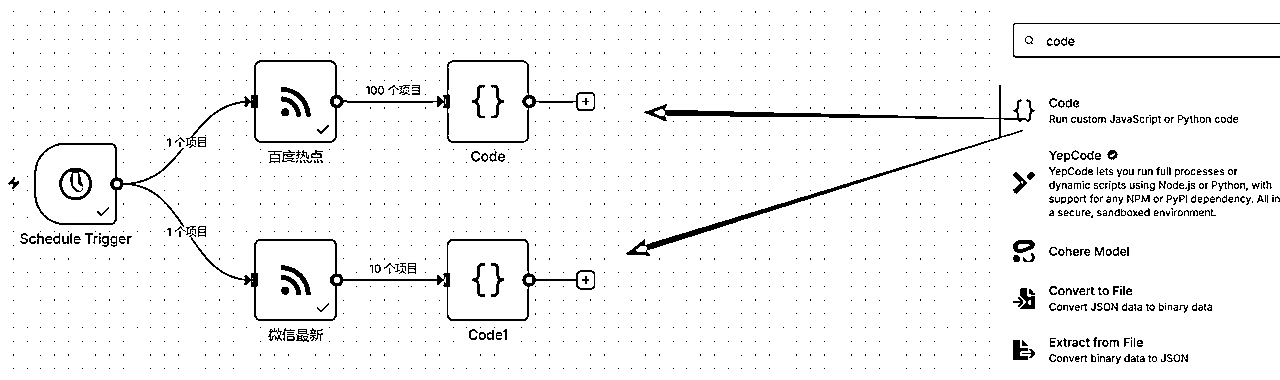 code
100 个项目
Code
Run custom JavaScript or Python code
1 个项目
百度热点
Code
YepCode
YepCode lets you run full processes or
dynamic scripts using Node.js or Python, with
support for any NPM or PyPI dependency. All in
a secure, sandboxed environment.
Schedule Trigger
1 个项目
10 个项目
Cohere Model
微信最新
Code1
Convert to File
Convert JSON data to binary data
Extract from File
Convert binary data to JSON